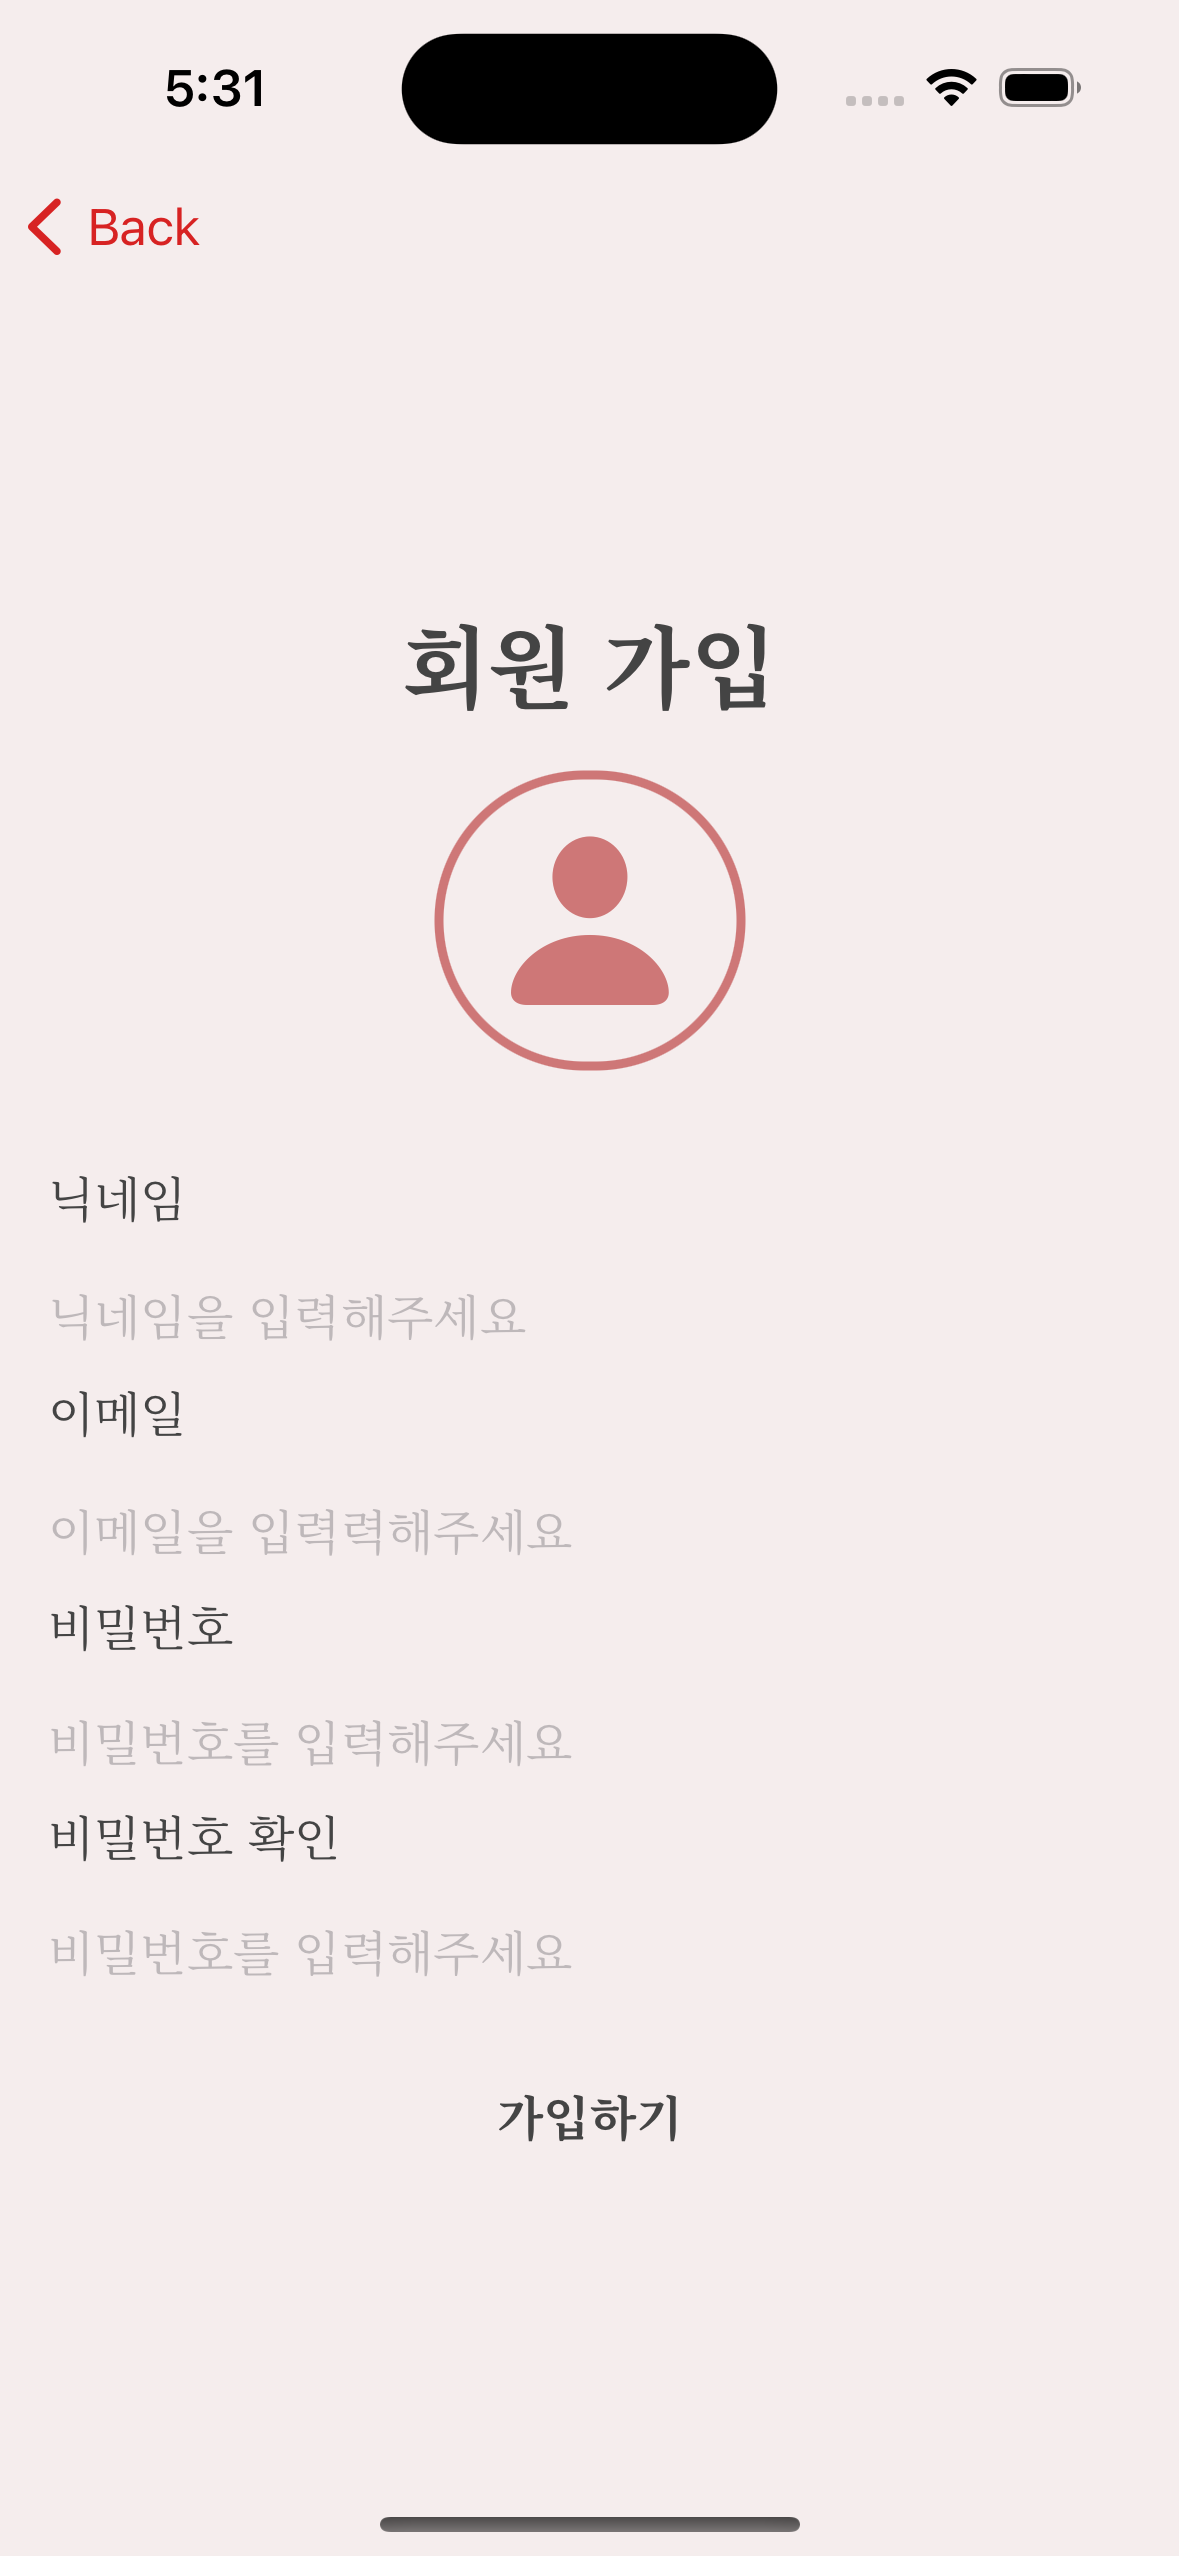 5:31
Back
회원 가입
닉네임
닉네임을 입력해주세요
이메일
이메일을 입력력해주세요
비밀번호
비밀번호를 입력해주세요
비밀번호 확인
비밀번호를 입력해주세요
가입하기